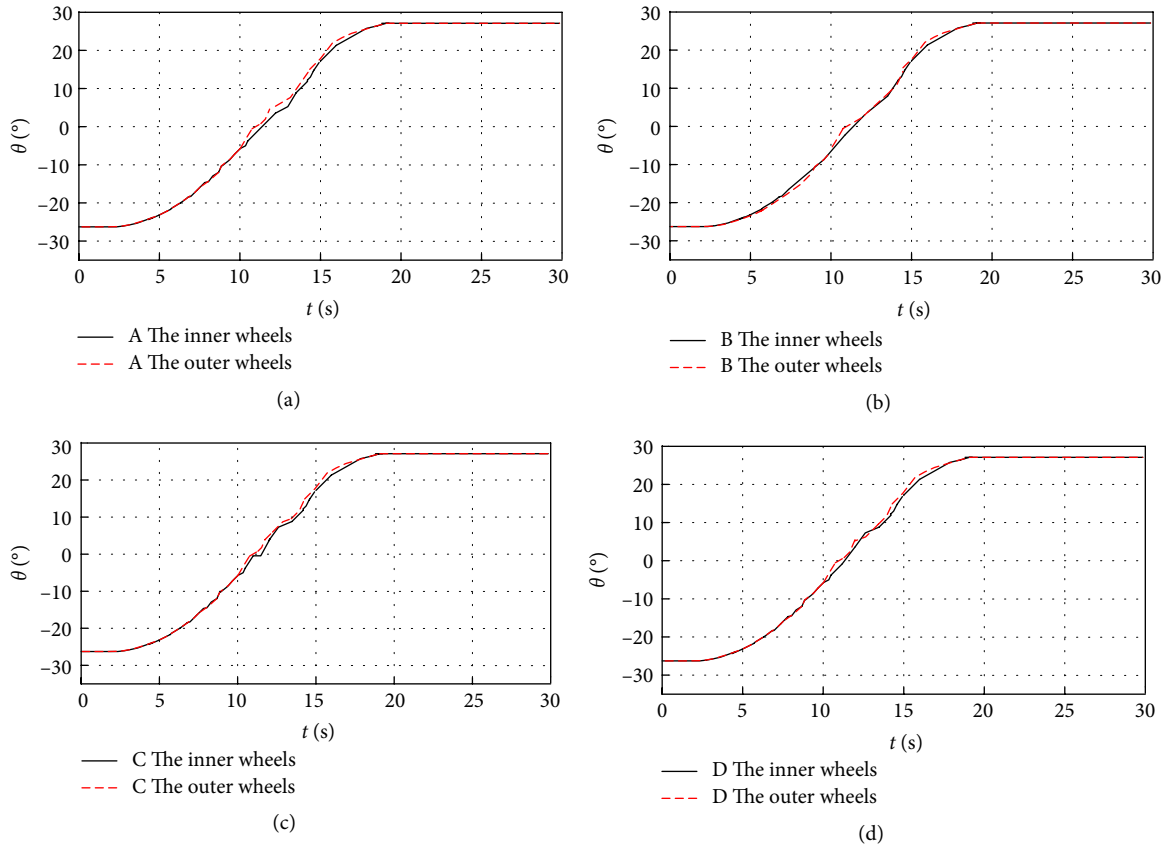 30
20
10
0
−10
−20
−30
θ (°)
0 5 10 15 20 25 30
t (s)
A The inner wheels
A The outer wheels
(a)
30
20
10
0
−10
−20
−30
θ (°)
0 5 10 15 20 25 30
t (s)
B The inner wheels
B The outer wheels
(b)
30
20
10
0
−10
−20
−30
θ (°)
0 5 10 15 20 25 30
t (s)
C The inner wheels
C The outer wheels
(c)
30
20
10
0
−10
−20
−30
θ (°)
0 5 10 15 20 25 30
t (s)
D The inner wheels
D The outer wheels
(d)